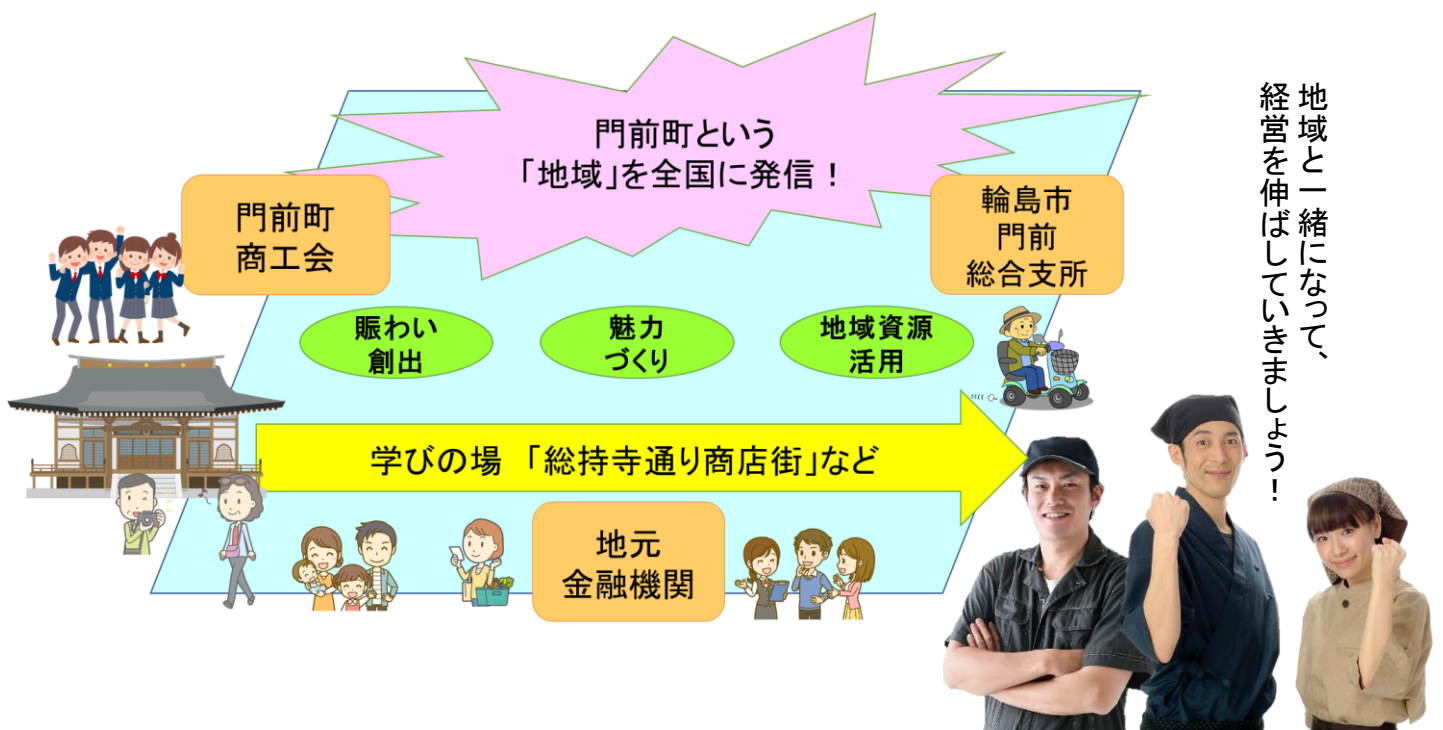 門前町という
「地域」を全国に発信！
門前町
商工会
輪島市
門前
総合支所
賑わい
創出
魅力
づくり
地域資源
活用
学びの場 「総持寺通り商店街」など
地元
金融機関
地域と一緒になって、
経営を伸ばしていきましょう！